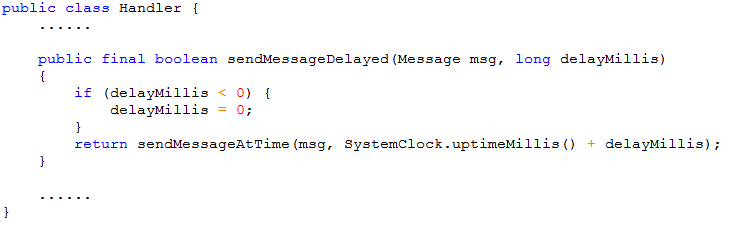 public class Handler {
    ......

    public final boolean sendMessageDelayed(Message msg, long delayMillis)
    {
        if (delayMillis < 0) {
            delayMillis = 0;
        }
        return sendMessageAtTime(msg, SystemClock.uptimeMillis() + delayMillis);
    }

    ......
}